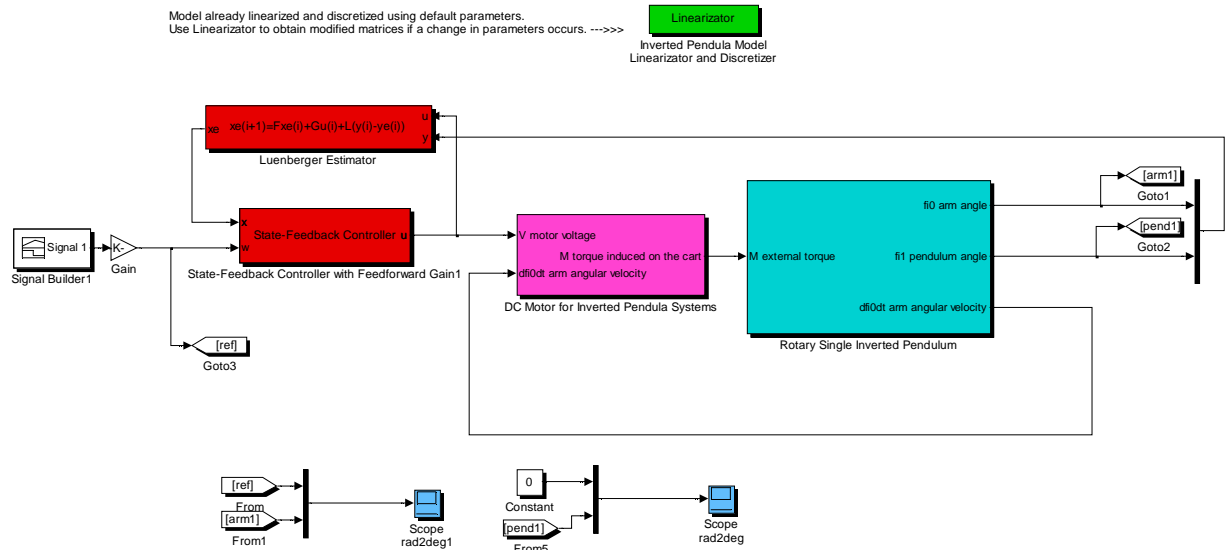 Model already linearized and discretized using default parameters.
Use Linearizator to obtain modified matrices if a change in parameters occurs. --->>>
Linearizator
Inverted Pendula Model
Linearizator and Discretizer
xe
xe(i+1)=Fxe(i)+Gu(i)+L(y(i)-ye(i))
u
y
Luenberger Estimator
[arm1]
Goto1
fi0 arm angle
x
State-Feedback Controller
u
w
[pend1]
Goto2
Signal 1
Signal Builder1
K-
Gain
State-Feedback Controller with Feedforward Gain1
V motor voltage
M torque induced on the cart
dfi0dt arm angular velocity
DC Motor for Inverted Pendula Systems
M external torque
fi1 pendulum angle
dfi0dt arm angular velocity
Rotary Single Inverted Pendulum
[ref]
Goto3
[ref]
From
[arm1]
From1
Scope
rad2deg1
0
Constant
[pend1]
From5
Scope
rad2deg